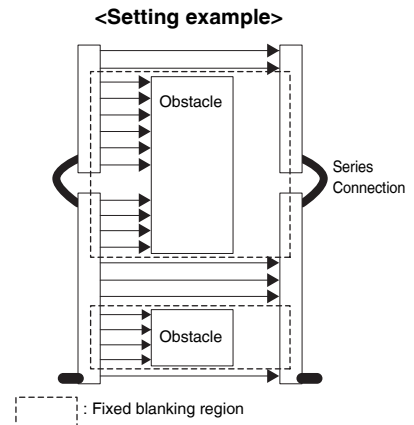 <Setting example>
Obstacle
Series
Connection
Obstacle
: Fixed blanking region